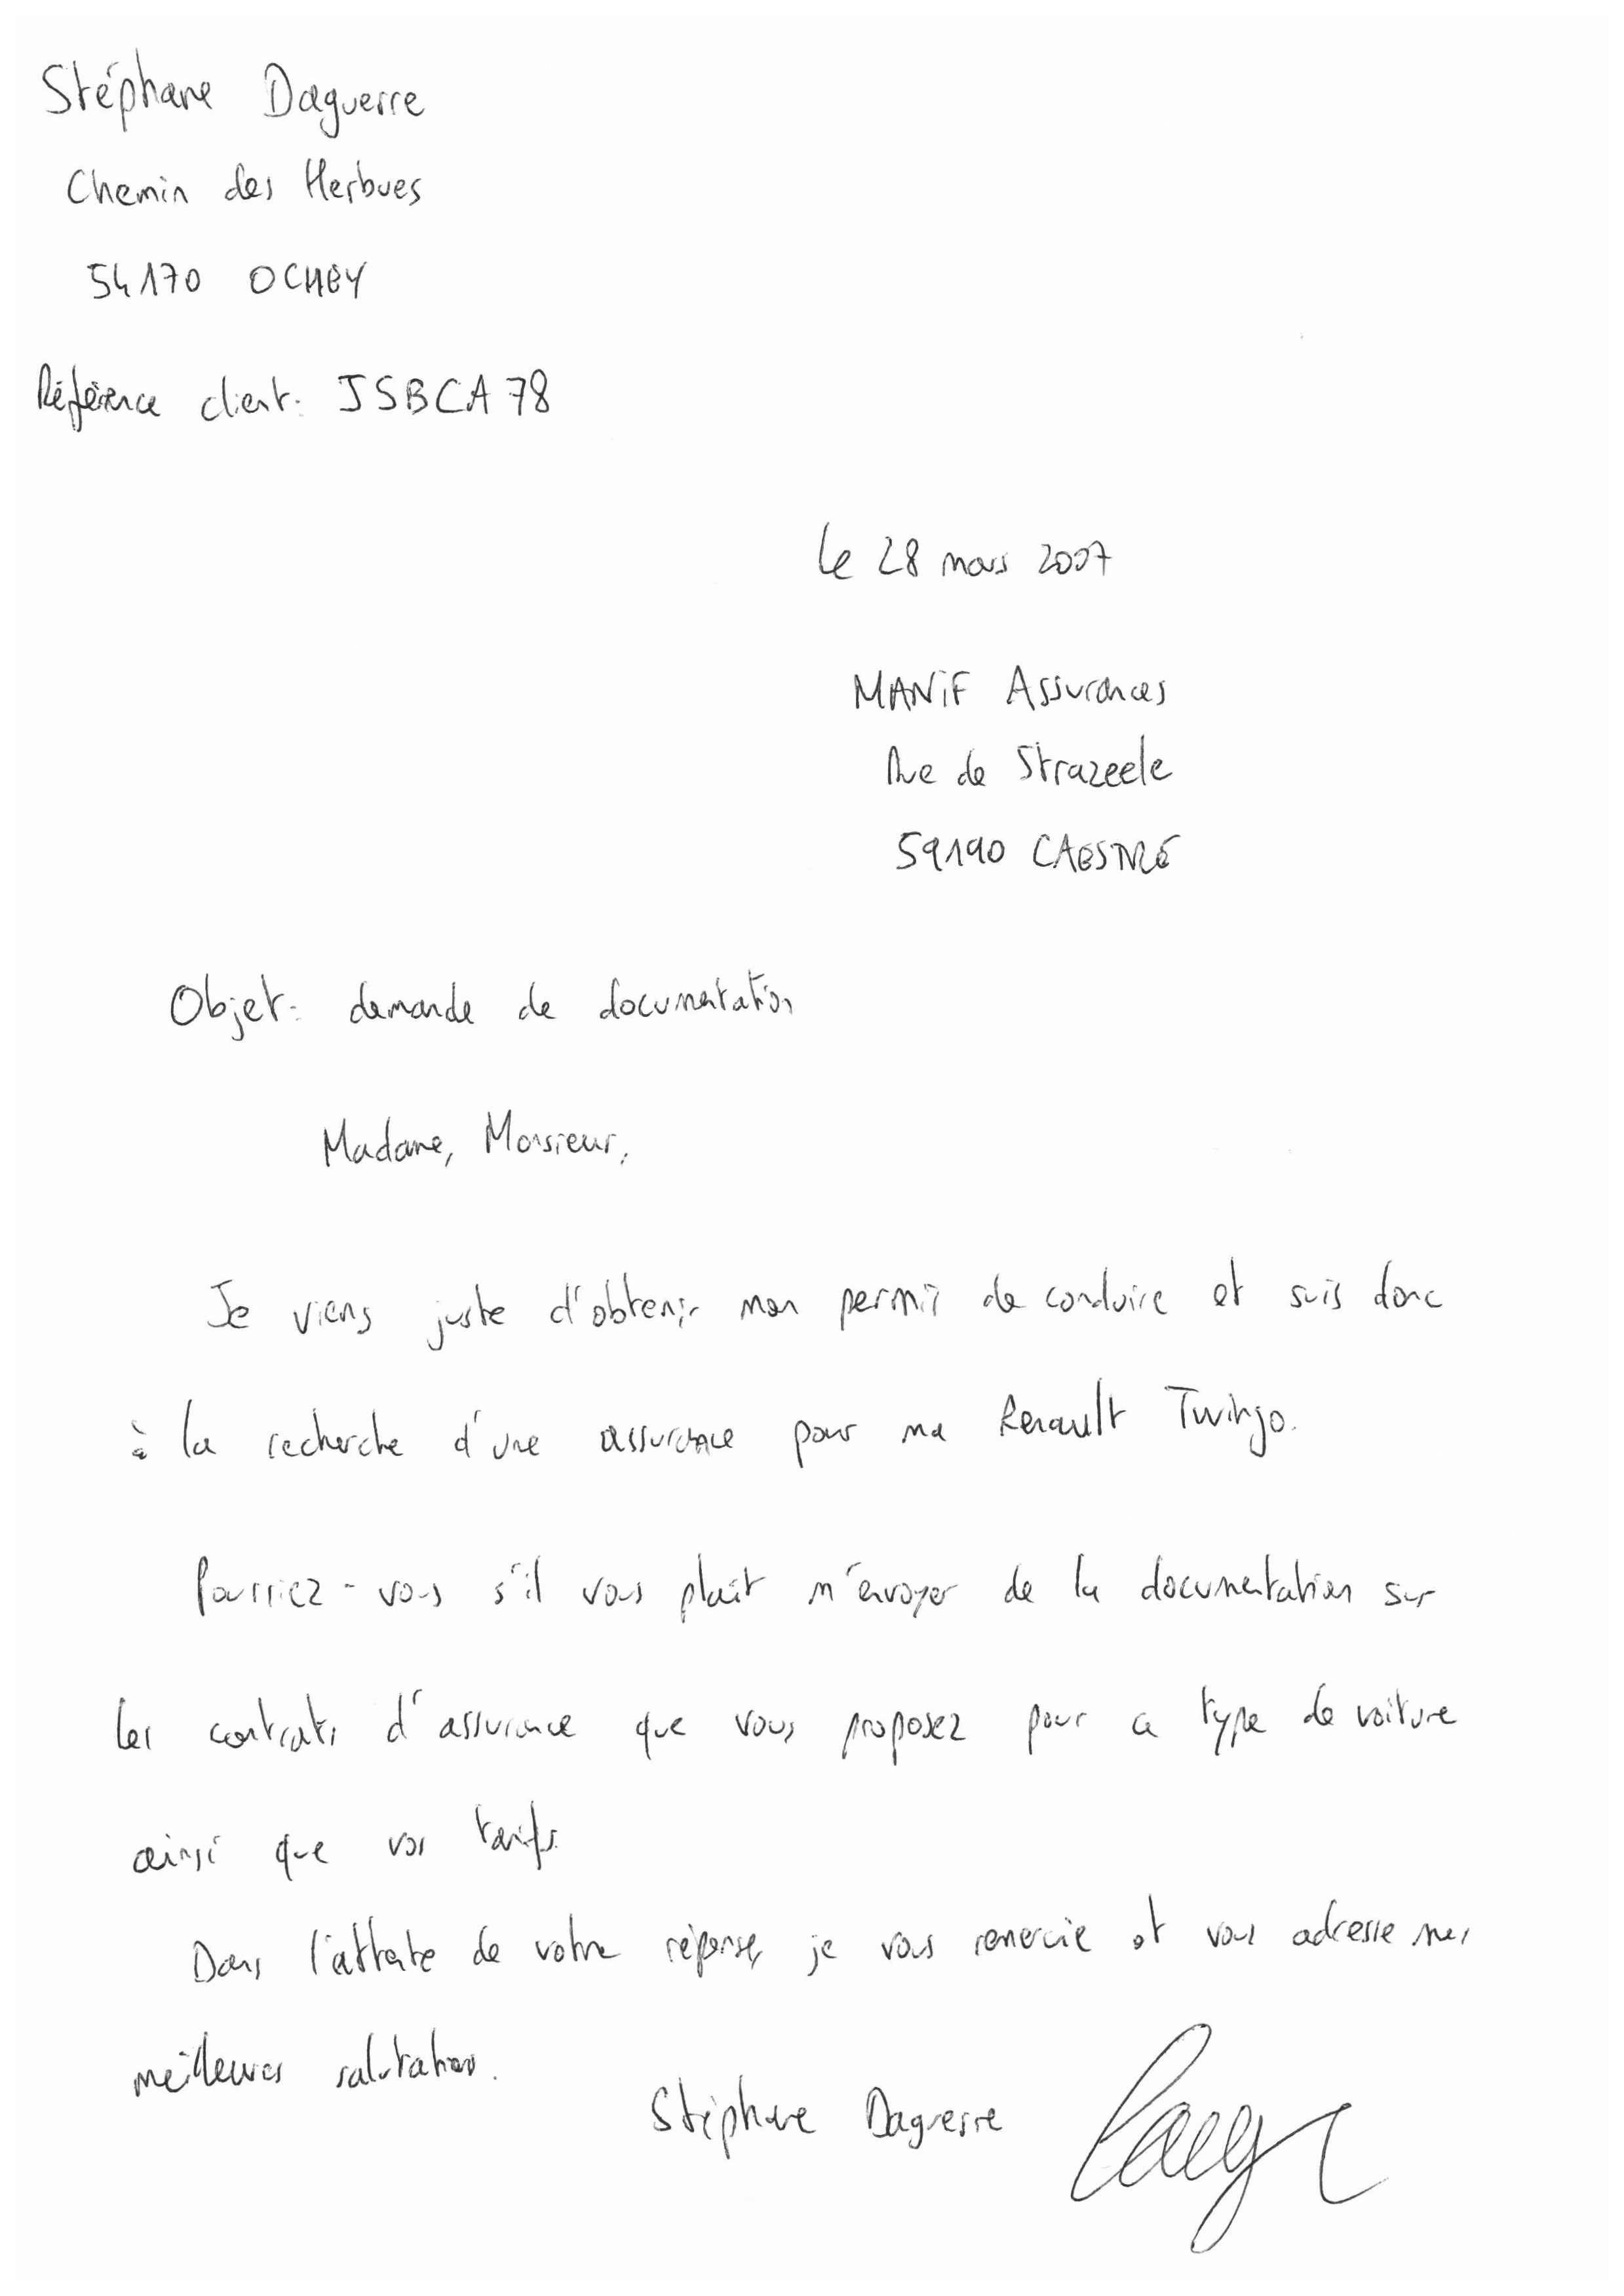 Stéphane Daguerre
Chemin des Herbues
54170 OCHEY
Référence client: JSBCA78
le 28 mars 2007
MANIF Assurances
Rue de Strazeele
59190 CAESTRE
Objet: demande de documentation
Madame, Monsieur,
Je viens juste d'obtenir mon permis de conduire et suis donc
à la recherche d'une assurance pour ma Renault Twingo.
Pourriez-vous s'il vous plait m'envoyer de la documentation sur
les contrats d'assurance que vous proposez pour ce type de voiture
ainsi que vos tarifs.
Dans l'attente de votre réponse, je vous remercie et vous adresse mes
meilleures salutations.
Stéphane Daguerre